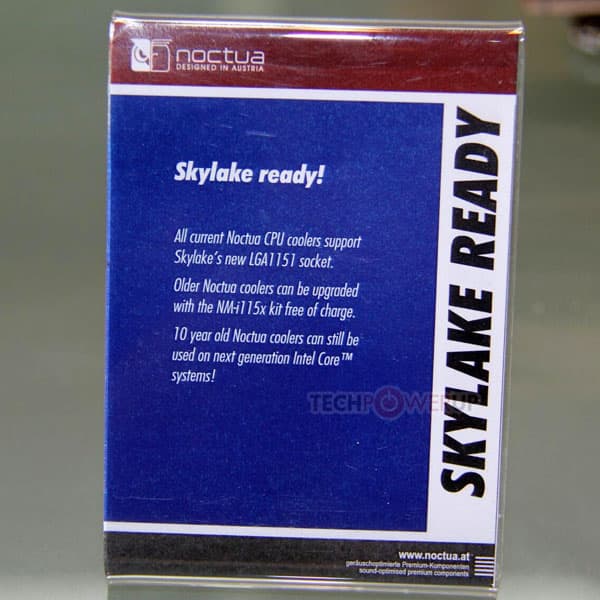 noctua
DESIGNED IN AUSTRIA
Skylake ready!
All current Noctua CPU coolers support
Skylake's new LGA1151 socket.
Older Noctua coolers can be upgraded
with the NM-i115x kit free of charge.
10 year old Noctua coolers can still be
used on next generation Intel Core™
systems!
TECHPOWERUP
SKYLAKE READY
www.noctua.at
geräuschoptimierte Premium-Komponenten
sound-optimised premium components